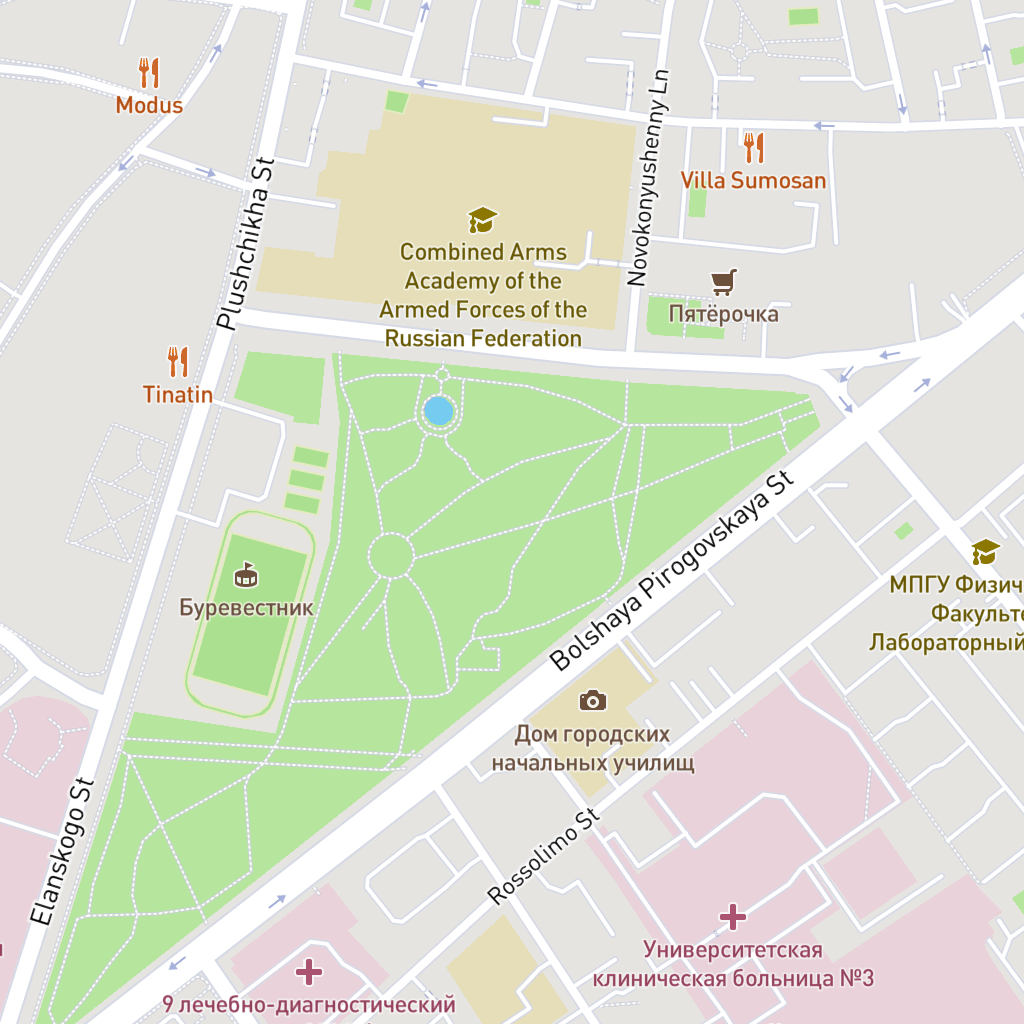 Modus
Plushchikha St
Novokonyushenny Ln
Villa Sumosan
Combined Arms
Academy of the
Armed Forces of the
Russian Federation
Пятёрочка
Tinatin
Буревестник
Bolshaya Pirogovskaya St
МПГУ Физич
Факульте
Лабораторный
Дом городских
начальных училищ
Elanskogo St
Rossolimo St
Университетская
клиническая больница №3
9 лечебно-диагностический